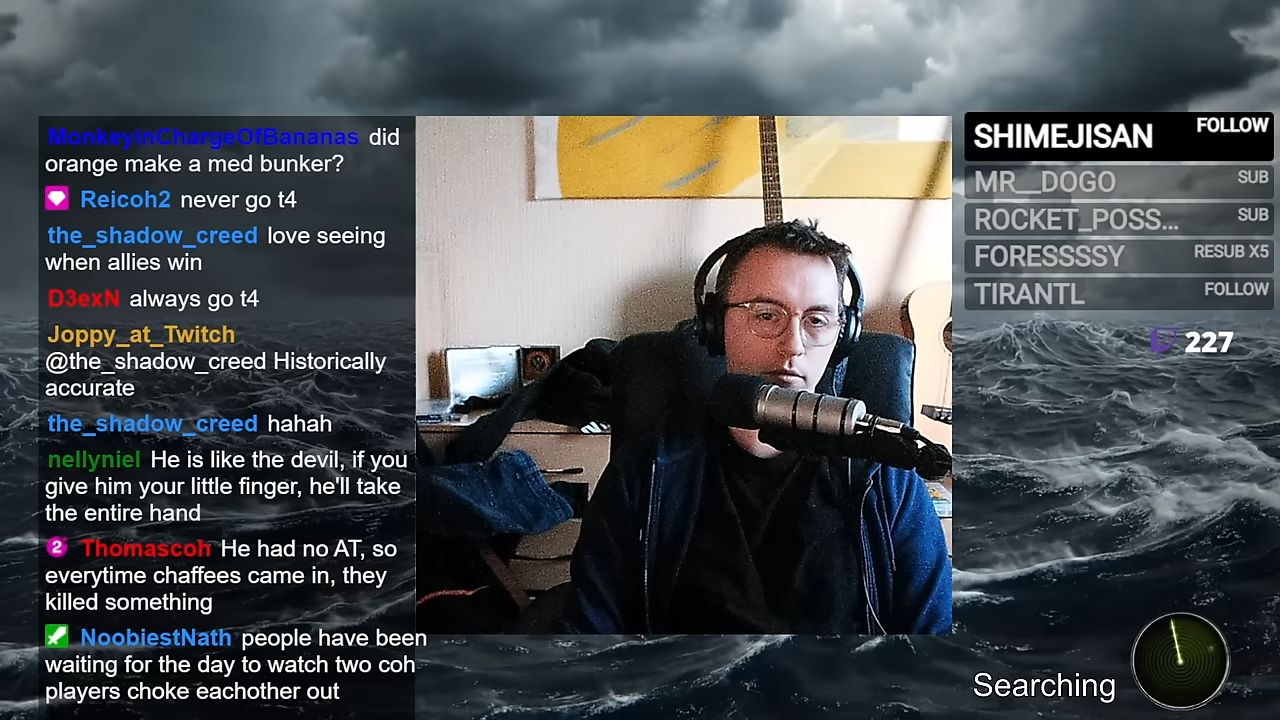 MonkeyInChargeOfBananas did
orange make a med bunker?
Reicoh2 never go t4
the_shadow_creed love seeing
when allies win
D3exN always go t4
Joppy_at_Twitch
@the_shadow_creed Historically
accurate
the_shadow_creed hahah
nellyniel He is like the devil, if you
give him your little finger, he'll take
the entire hand
2 Thomascoh He had no AT, so
everytime chaffees came in, they
killed something
NoobiestNath people have been
waiting for the day to watch two coh
players choke eachother out
SHIMEJISAN FOLLOW
MR__DOGO SUB
ROCKET_POSS... SUB
FORESSSSY RESUB X5
TIRANTL FOLLOW
227
Searching